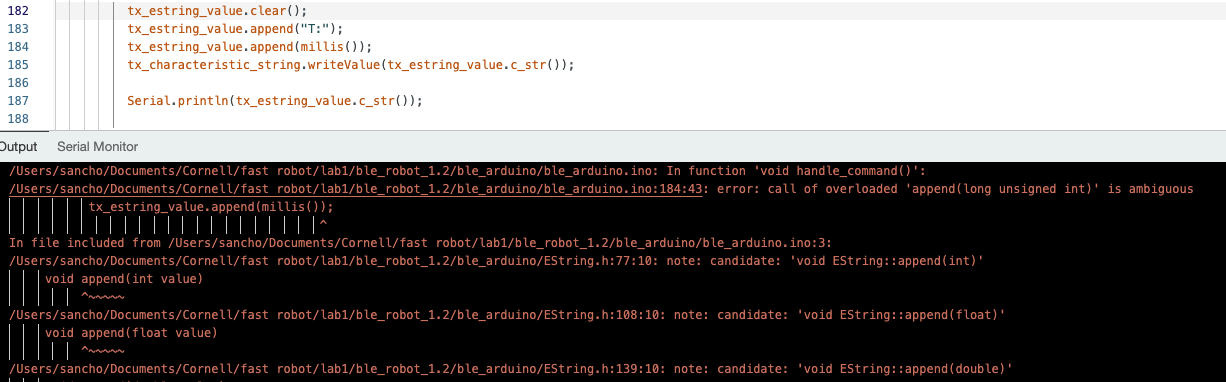 182 tx_estring_value.clear();
183 tx_estring_value.append("T:");
184 tx_estring_value.append(millis());
185 tx_characteristic_string.writeValue(tx_estring_value.c_str());
186
187 Serial.println(tx_estring_value.c_str());
188
Output Serial Monitor
/Users/sancho/Documents/Cornell/fast robot/lab1/ble_robot_1.2/ble_arduino/ble_arduino.ino: In function 'void handle_command()':
/Users/sancho/Documents/Cornell/fast robot/lab1/ble_robot_1.2/ble_arduino/ble_arduino.ino:184:43: error: call of overloaded 'append(long unsigned int)' is ambiguous
tx_estring_value.append(millis());
^
In file included from /Users/sancho/Documents/Cornell/fast robot/lab1/ble_robot_1.2/ble_arduino/ble_arduino.ino:3:
/Users/sancho/Documents/Cornell/fast robot/lab1/ble_robot_1.2/ble_arduino/EString.h:77:10: note: candidate: 'void EString::append(int)'
void append(int value)
^~~~~~
/Users/sancho/Documents/Cornell/fast robot/lab1/ble_robot_1.2/ble_arduino/EString.h:108:10: note: candidate: 'void EString::append(float)'
void append(float value)
^~~~~~
/Users/sancho/Documents/Cornell/fast robot/lab1/ble_robot_1.2/ble_arduino/EString.h:139:10: note: candidate: 'void EString::append(double)'